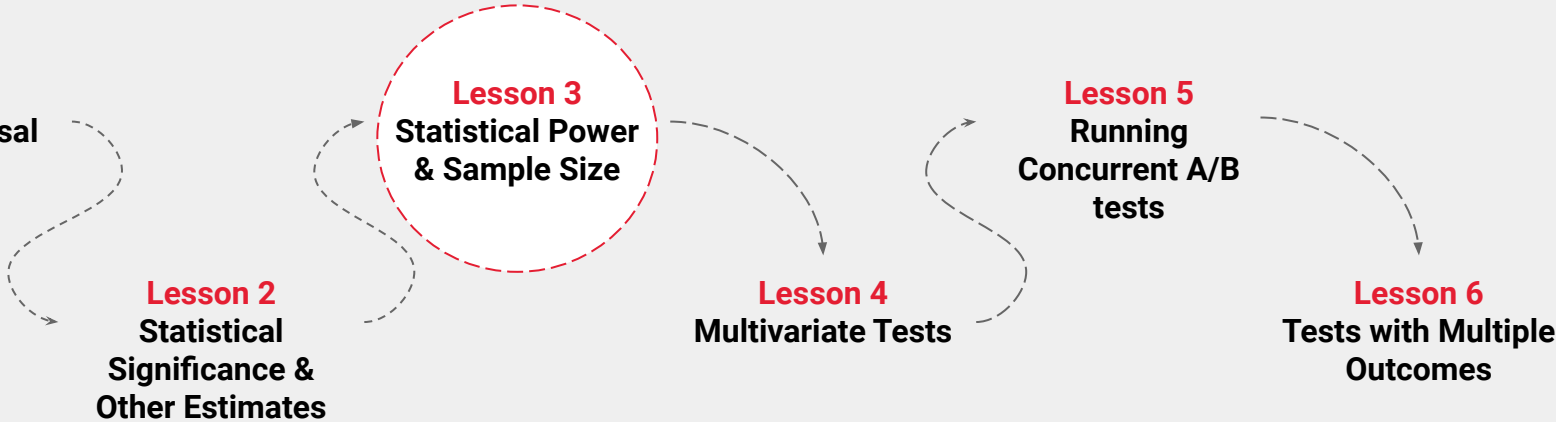 sal
Lesson 2
Statistical
Significance &
Other Estimates
Lesson 3
Statistical Power
& Sample Size
Lesson 4
Multivariate Tests
Lesson 5
Running
Concurrent A/B
tests
Lesson 6
Tests with Multiple
Outcomes